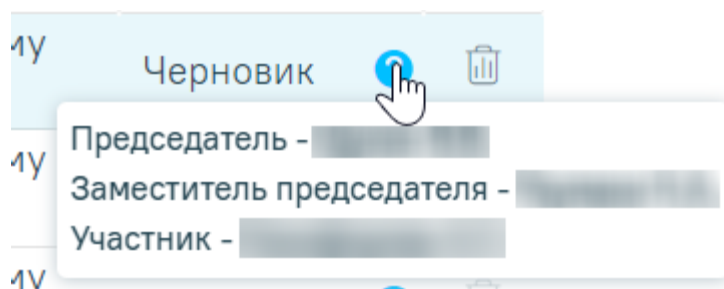 му
Черновик
Председатель -
му
Заместитель председателя -
Участник -
му